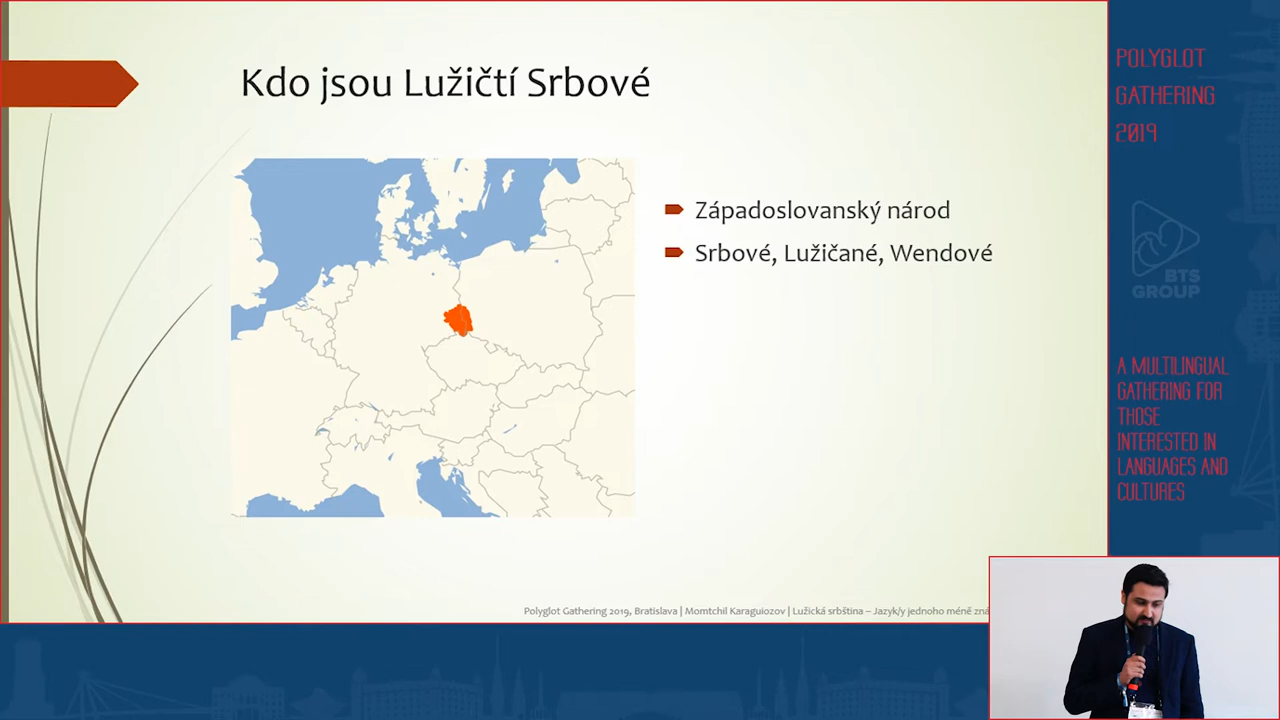 Kdo jsou Lužičtí Srbové
Západoslovanský národ
Srbové, Lužičané, Wendové
Polyglot Gathering 2019, Bratislava | Momtchil Karaguiozov | Lužická srbština – Jazyk/y jednoho méně zná
POLYGLOT
GATHERING
2019
BTS
GROUP
A MULTILINGUAL
GATHERING FOR
THOSE
INTERESTED IN
LANGUAGES AND
CULTURES